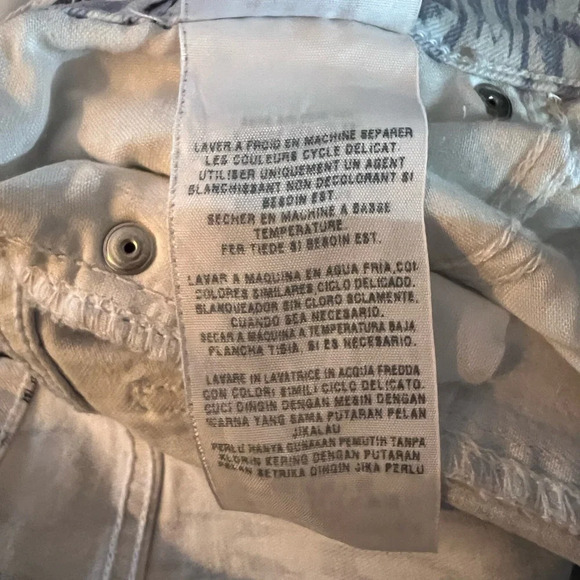 LAVER A FROID EN MACHINE SEPARER
LES COULEURS CYCLE DELICAT.
UTILISER UNIQUEMENT UN AGENT
BLANCHISSANT NON DECOLORANT SI
BESOIN EST.
SECHER EN MACHINE A BASSE
TEMPERATURE.
FER TIEDE SI BESOIN EST.
LAVAR A MAQUINA EN AGUA FRIA, COI
COLORES SIMILARES CICLO DELICADO.
BLANQUEADOR SIN CLORO SOLAMENTE,
CUANDO SEA NECESARIO.
SECAR A MAQUINA A TEMPERATURA BAJA
PLANCHA TIBIA, SI ES NECESARIO.
LAVARE IN LAVATRICE IN ACQUA FREDDA
CON COLORI SIMILI CICLO DELICATO.
CUCI DINGIN DENGAN MESIN DENGAN
WARNA YANG SAMA PUTARAN PELAN
JIKALAU
PERLU HANYA GUNAKAN PEMUTIH TANPA
KLORIN KERING DENGAN PUTARAN
PELAN SETRIKA DINGIN JIKA PERLU